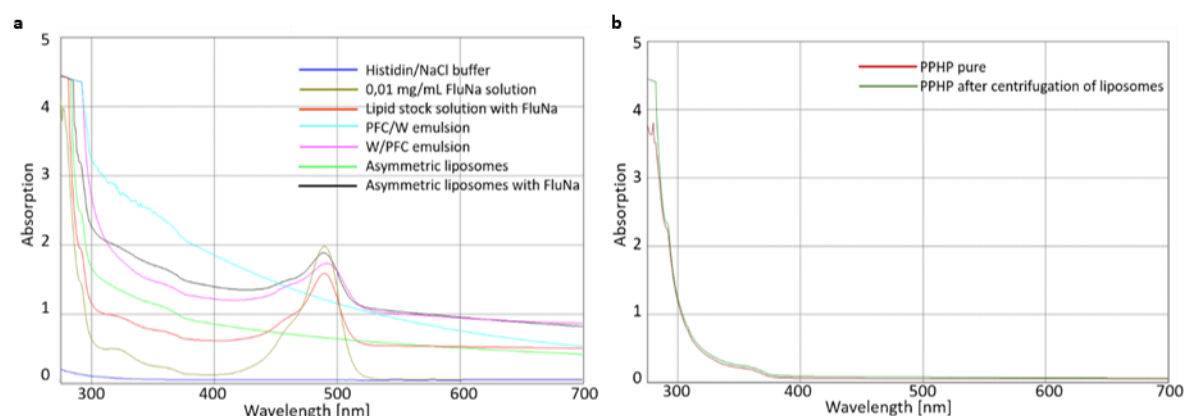 a
5
4
3
2
1
0
Absorption
300
400
500
600
700
Wavelength [nm]
Histidin/NaCl buffer
0,01 mg/mL FluNa solution
Lipid stock solution with FluNa
PFC/W emulsion
W/PFC emulsion
Asymmetric liposomes
Asymmetric liposomes with FluNa
b
5
4
3
2
1
0
Absorption
300
400
500
600
700
Wavelength [nm]
PPHP pure
PPHP after centrifugation of liposomes